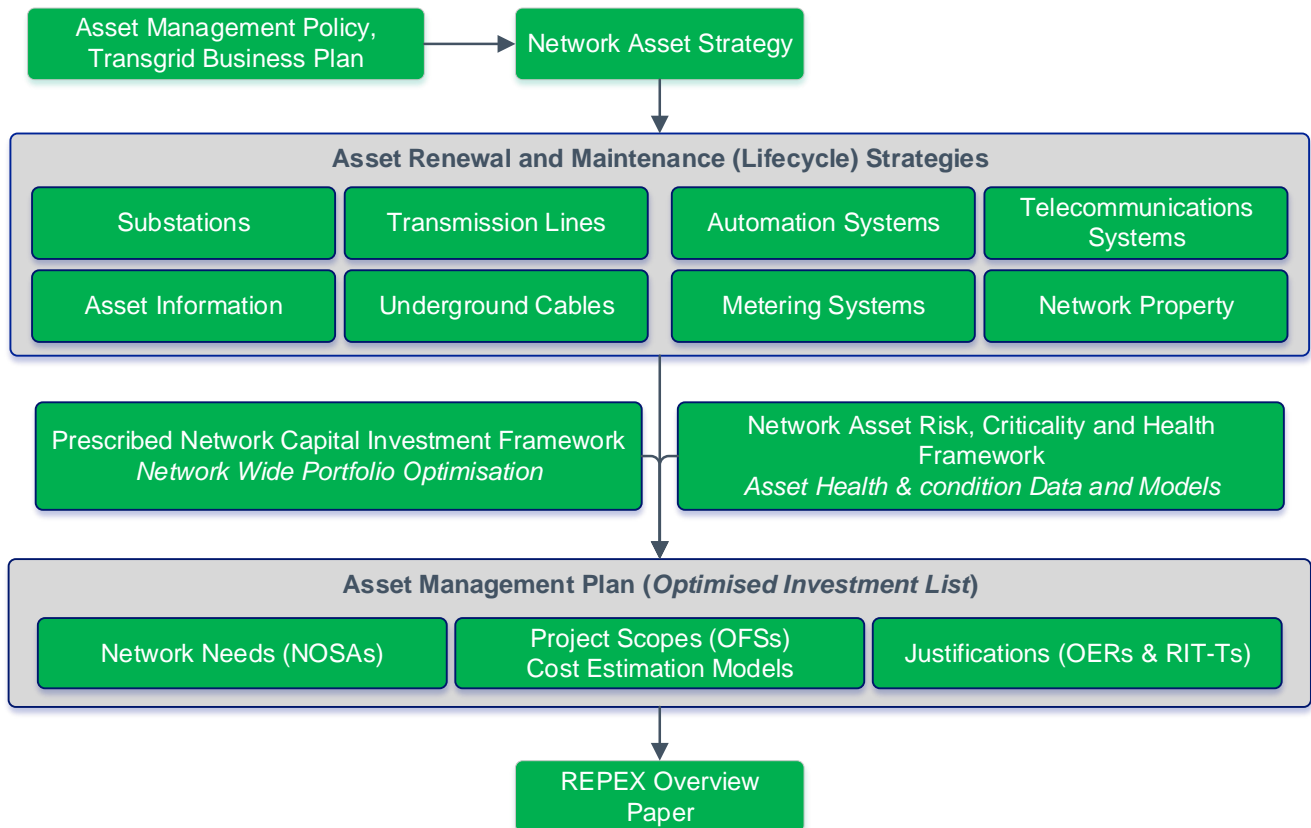 Asset Management Policy,
Transgrid Business Plan
Network Asset Strategy
Asset Renewal and Maintenance (Lifecycle) Strategies
Substations
Transmission Lines
Automation Systems
Telecommunications
Systems
Asset Information
Underground Cables
Metering Systems
Network Property
Prescribed Network Capital Investment Framework
Network Wide Portfolio Optimisation
Network Asset Risk, Criticality and Health
Framework
Asset Health & condition Data and Models
Asset Management Plan (Optimised Investment List)
Network Needs (NOSAs)
Project Scopes (OFSs)
Cost Estimation Models
Justifications (OERs & RIT-Ts)
REPEX Overview
Paper